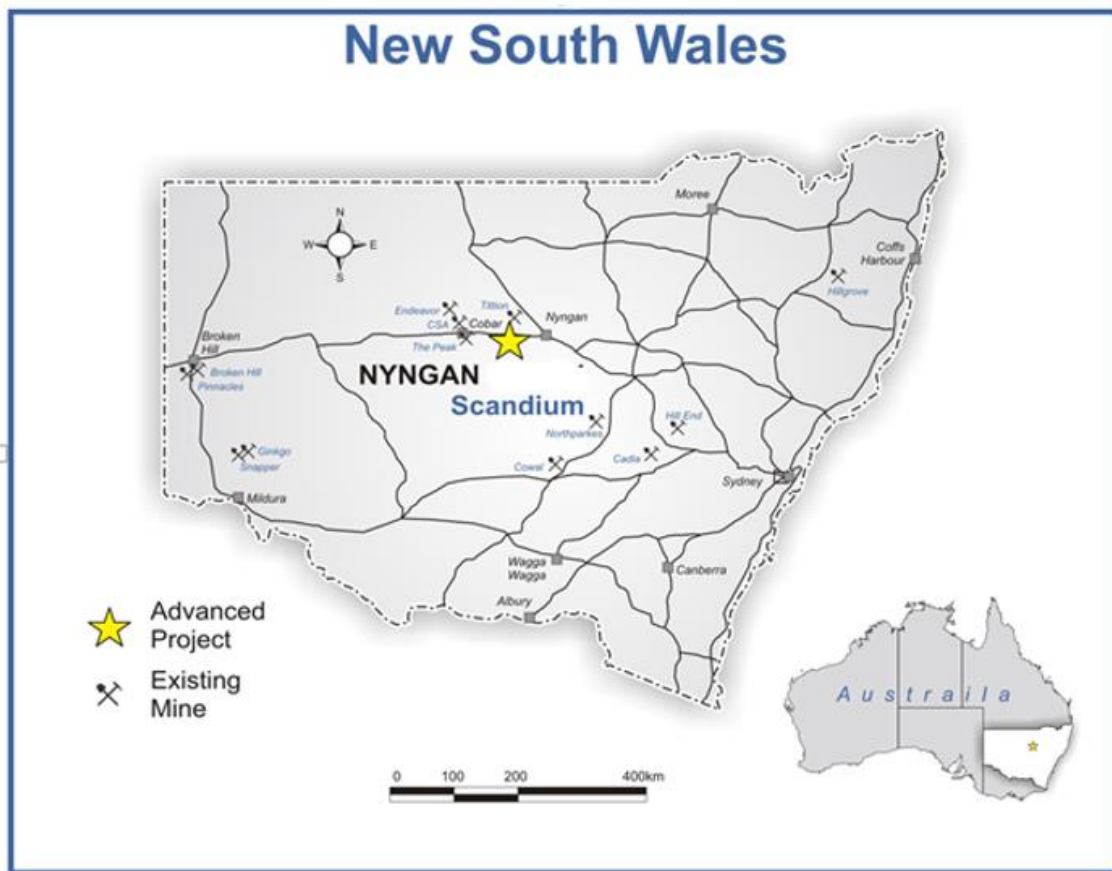 New South Wales
N
W
E
S
Moree
Coffs
Harbour
Hillgrove
Endeavor
Tittion
CSA
Cobar
Nyngan
The Peak
Broken
Hill
Broken Hill
Pinnacles
NYNGAN
Scandium
Northparkes
Hill End
Ginkgo
Snapper
Cowal
Cadia
Sydney
Mildura
Wagga
Wagga
Canberra
Albury
Advanced
Project
Existing
Mine
Austraila
0 100 200 400km